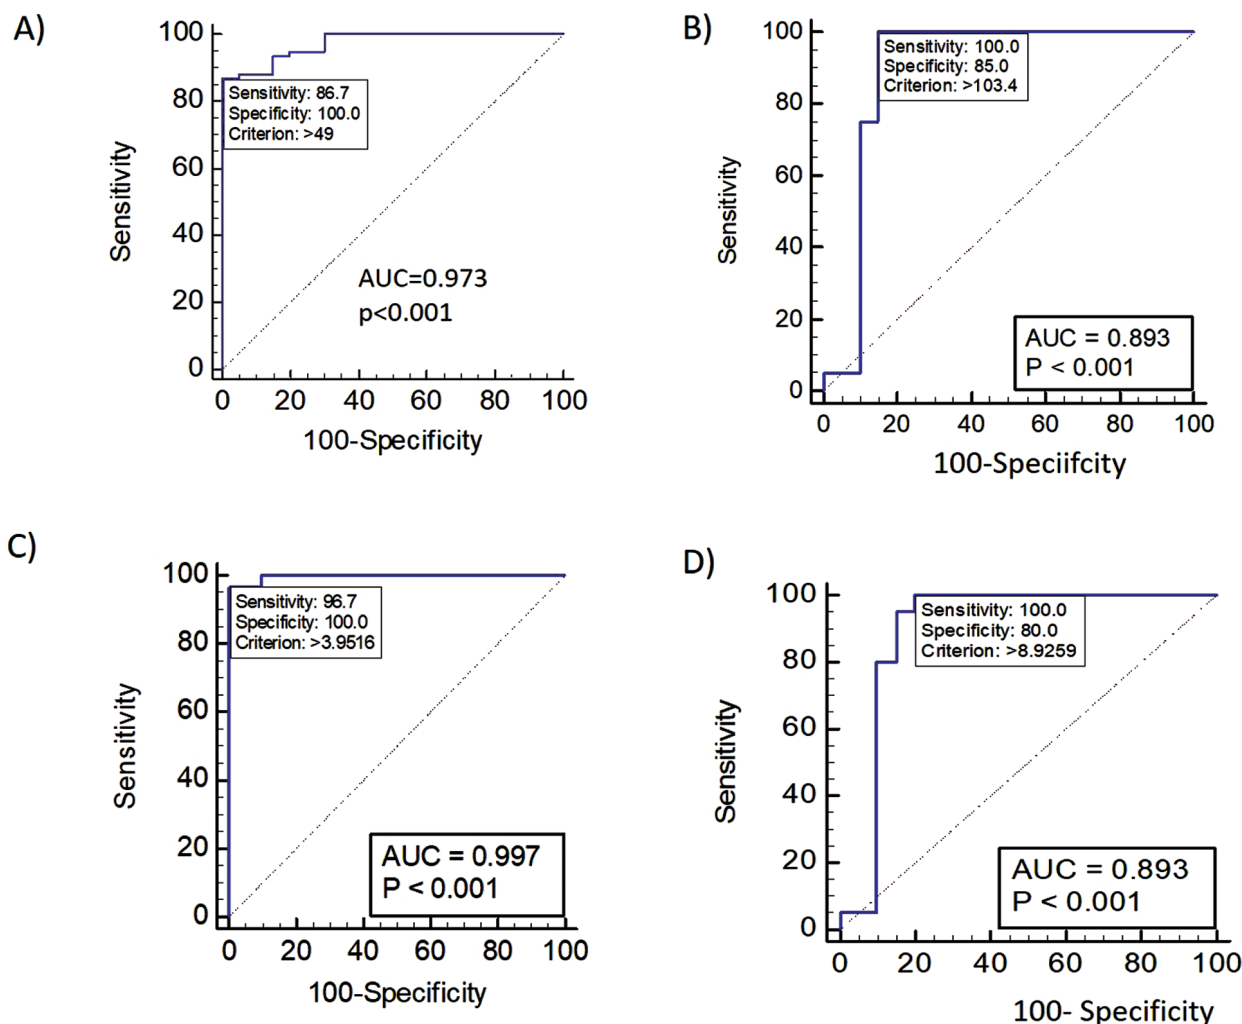 A)
100
80
60
40
20
0
Sensitivity
Sensitivity: 86.7
Specificity: 100.0
Criterion: >49
AUC=0.973
p<0.001
0 20 40 60 80 100
100-Specificity
B)
100
80
60
40
20
0
Sensitivity
Sensitivity: 100.0
Specificity: 85.0
Criterion: >103.4
AUC = 0.893
P < 0.001
0 20 40 60 80 100
100-Speciifcity
C)
100
80
60
40
20
0
Sensitivity
Sensitivity: 96.7
Specificity: 100.0
Criterion: >3.9516
AUC = 0.997
P < 0.001
0 20 40 60 80 100
100-Specificity
D)
100
80
60
40
20
0
Sensitivity
Sensitivity: 100.0
Specificity: 80.0
Criterion: >8.9259
AUC = 0.893
P < 0.001
0 20 40 60 80 100
100- Specificity